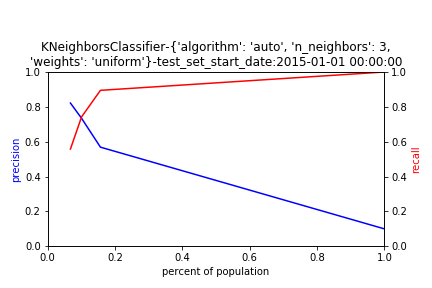 KNeighborsClassifier-{'algorithm': 'auto', 'n_neighbors': 3,
'weights': 'uniform'}-test_set_start_date:2015-01-01 00:00:00
1.0
0.8
0.6
0.4
0.2
0.0
precision
1.0
0.8
0.6
0.4
0.2
0.0
recall
0.0 0.2 0.4 0.6 0.8 1.0
percent of population